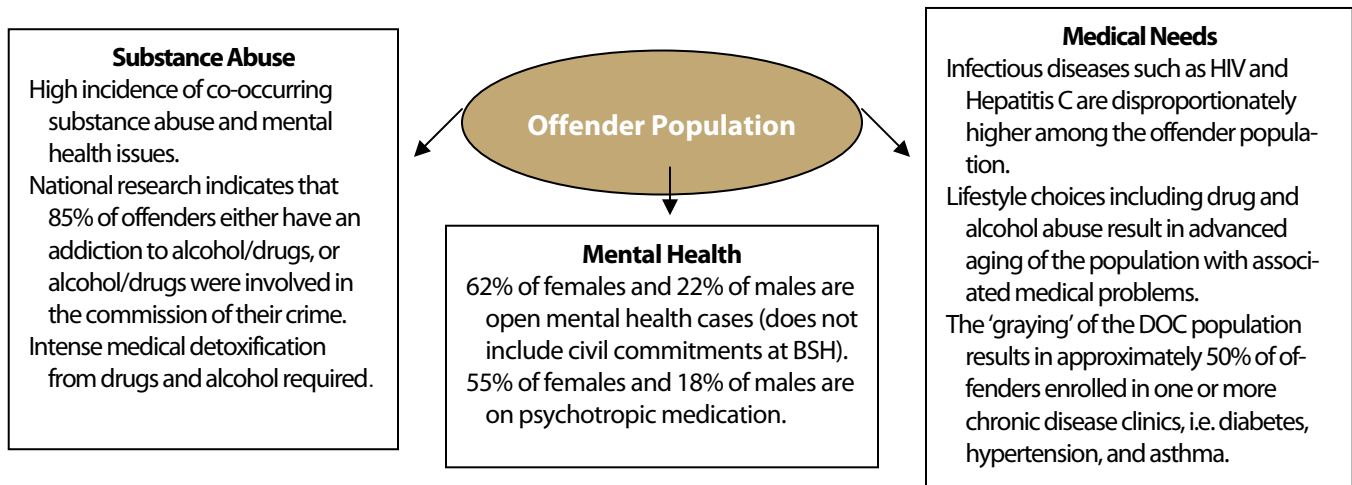 Offender Population
Substance Abuse
High incidence of co-occurring
substance abuse and mental
health issues.
National research indicates that
85% of offenders either have an
addiction to alcohol/drugs, or
alcohol/drugs were involved in
the commission of their crime.
Intense medical detoxification
from drugs and alcohol required.
Mental Health
62% of females and 22% of males are
open mental health cases (does not
include civil commitments at BSH).
55% of females and 18% of males are
on psychotropic medication.
Medical Needs
Infectious diseases such as HIV and
Hepatitis C are disproportionately
higher among the offender popula-
tion.
Lifestyle choices including drug and
alcohol abuse result in advanced
aging of the population with associ-
ated medical problems.
The ‘graying’ of the DOC population
results in approximately 50% of of-
fenders enrolled in one or more
chronic disease clinics, i.e. diabetes,
hypertension, and asthma.